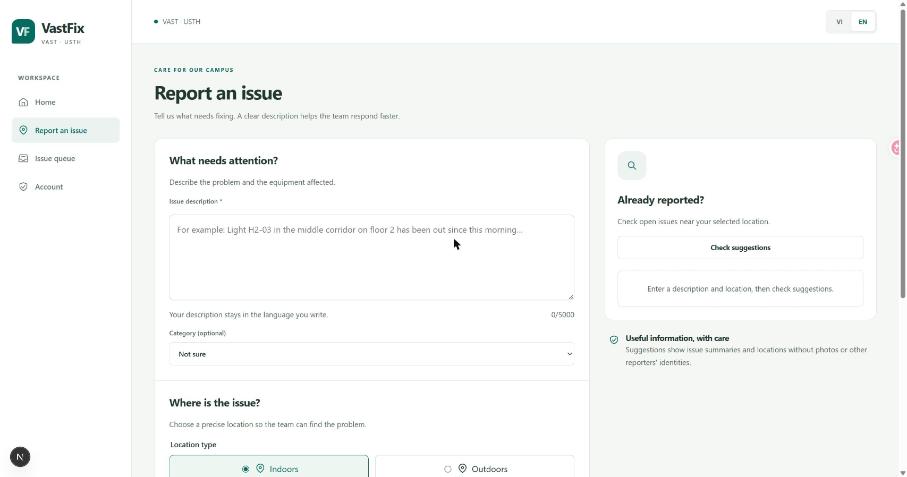 VF
VastFix
VAST · USTH
WORKSPACE
Home
Report an issue
Issue queue
Account
N
VAST · USTH
VI
EN
CARE FOR OUR CAMPUS
Report an issue
Tell us what needs fixing. A clear description helps the team respond faster.
What needs attention?
Describe the problem and the equipment affected.
Issue description *
For example: Light H2-03 in the middle corridor on floor 2 has been out since this morning...
Your description stays in the language you write.
0/5000
Category (optional)
Not sure
Where is the issue?
Choose a precise location so the team can find the problem.
Location type
Indoors
Outdoors
Already reported?
Check open issues near your selected location.
Check suggestions
Enter a description and location, then check suggestions.
Useful information, with care
Suggestions show issue summaries and locations without photos or other
reporters' identities.